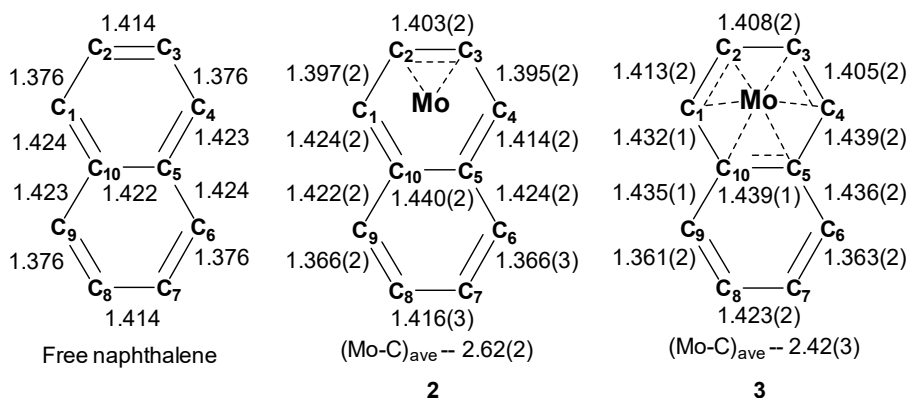 1.414
C2 C3
1.376 1.376
C1 C4
1.424 1.423
C10 C5
1.423 1.422 1.424
C9 C6
1.376 1.376
C8 C7
1.414
Free naphthalene
1.403(2)
C2 C3
1.397(2) 1.395(2)
Mo
C1 C4
1.424(2) 1.414(2)
C10 C5
1.422(2) 1.440(2) 1.424(2)
C9 C6
1.366(2) 1.366(3)
C8 C7
1.416(3)
(Mo-C)ave -- 2.62(2)
2
1.408(2)
C2 C3
1.413(2) 1.405(2)
Mo
C1 C4
1.432(1) 1.439(2)
C10 C5
1.435(1) 1.439(1) 1.436(2)
C9 C6
1.361(2) 1.363(2)
C8 C7
1.423(2)
(Mo-C)ave -- 2.42(3)
3